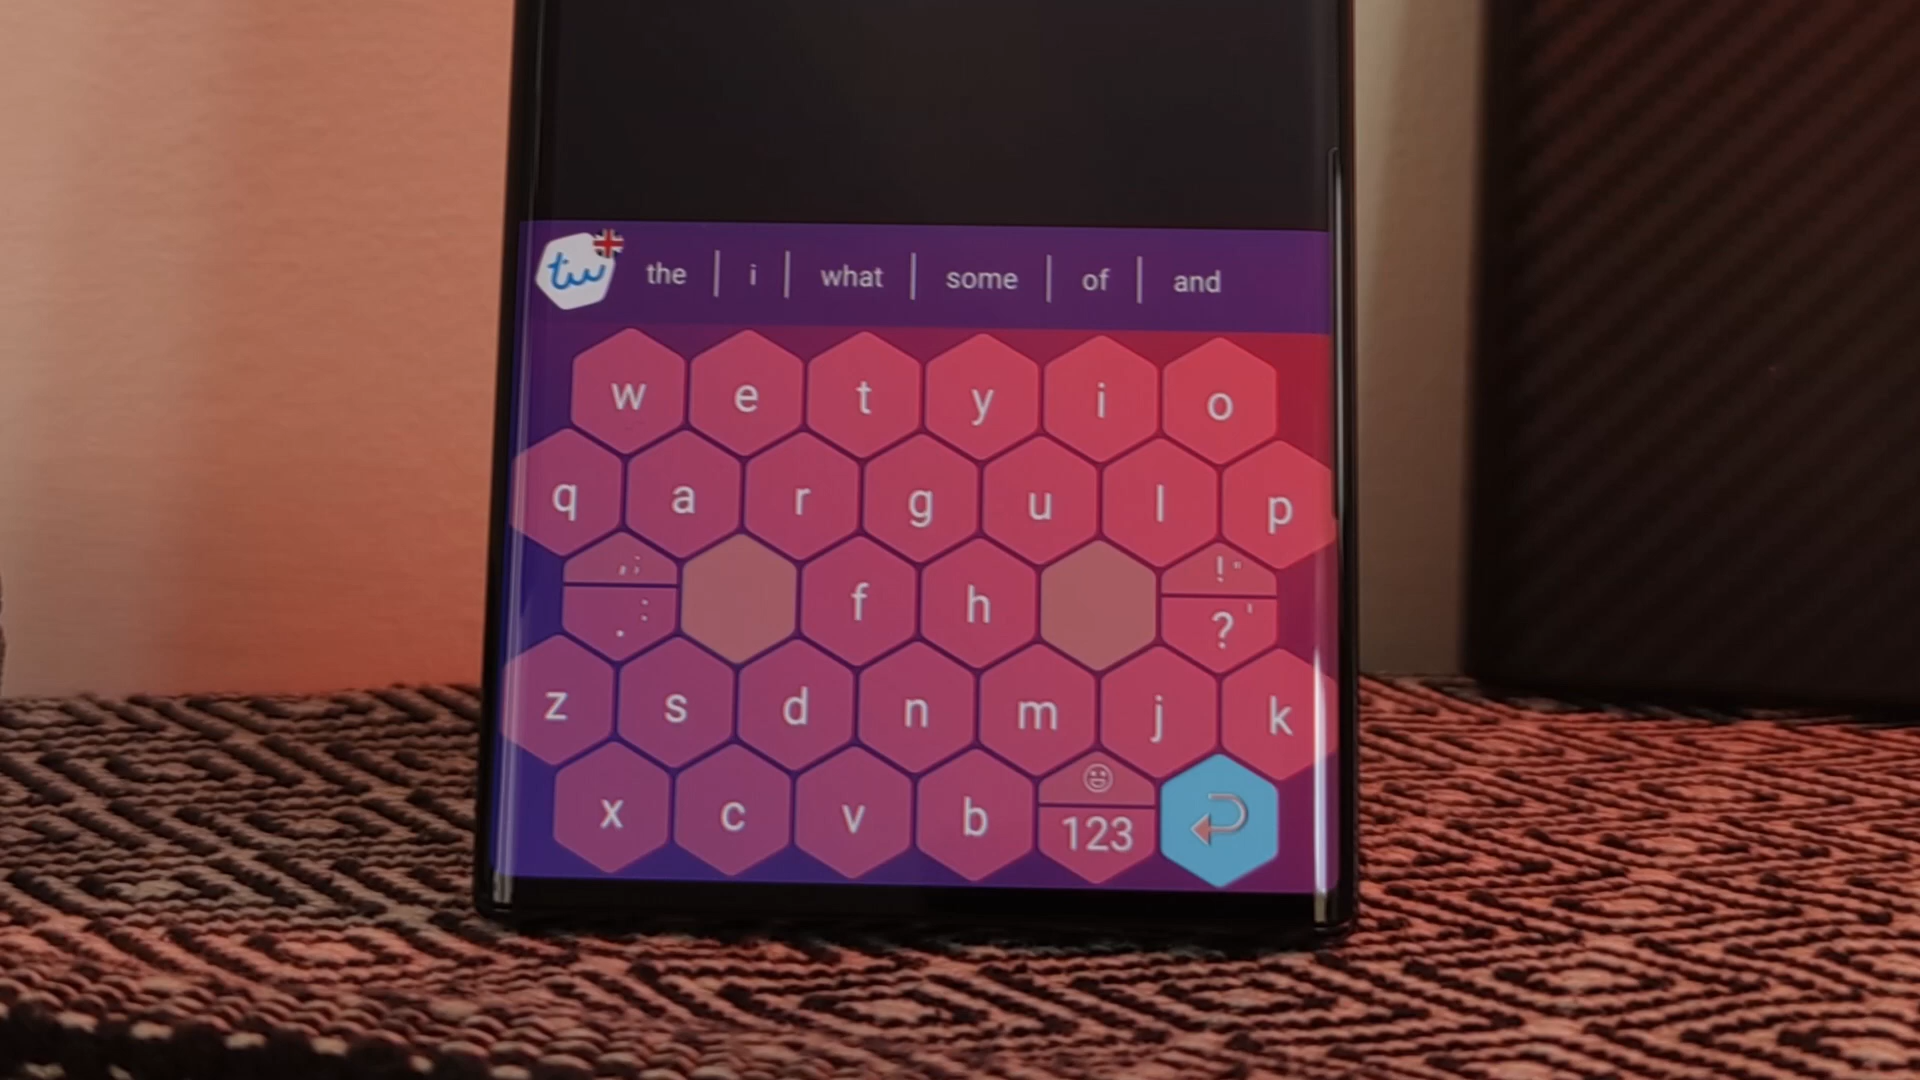 tw the | i | what | some | of | and
w e t y i o
q a r g u l p
, ; ! "
. : f h ? '
z s d n m j k
x c v b 123